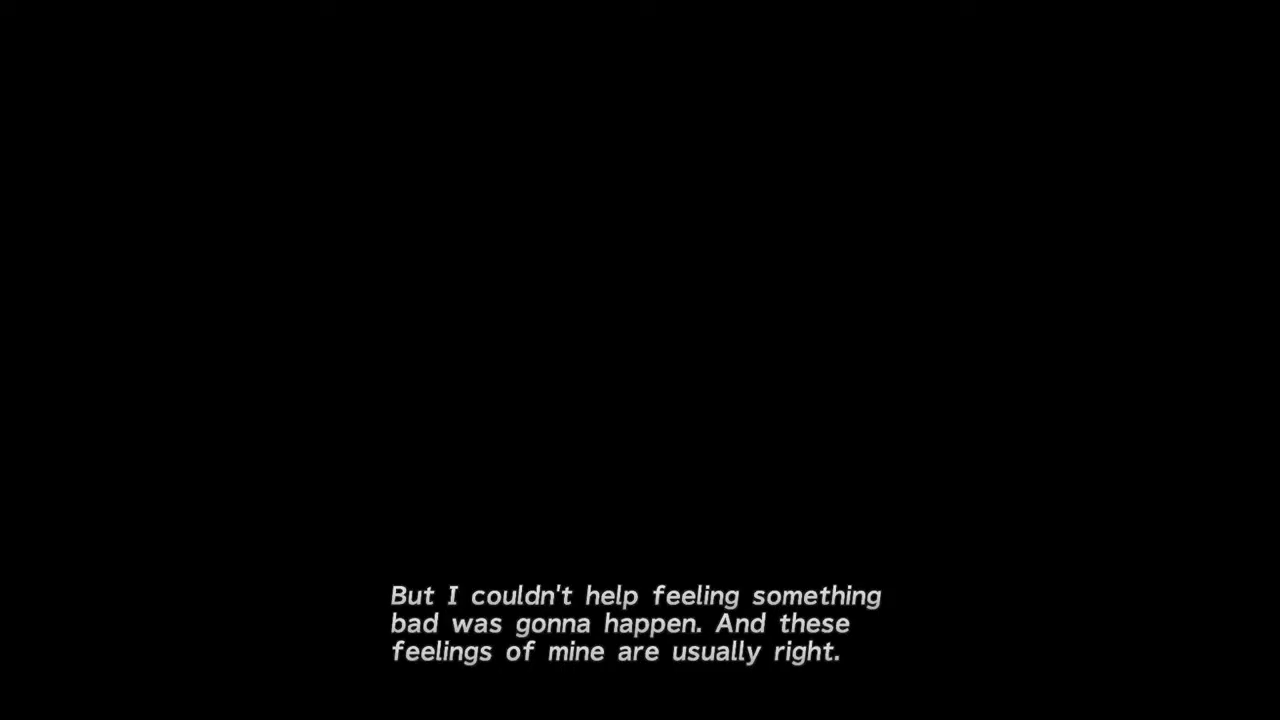 But I couldn't help feeling something
bad was gonna happen. And these
feelings of mine are usually right.